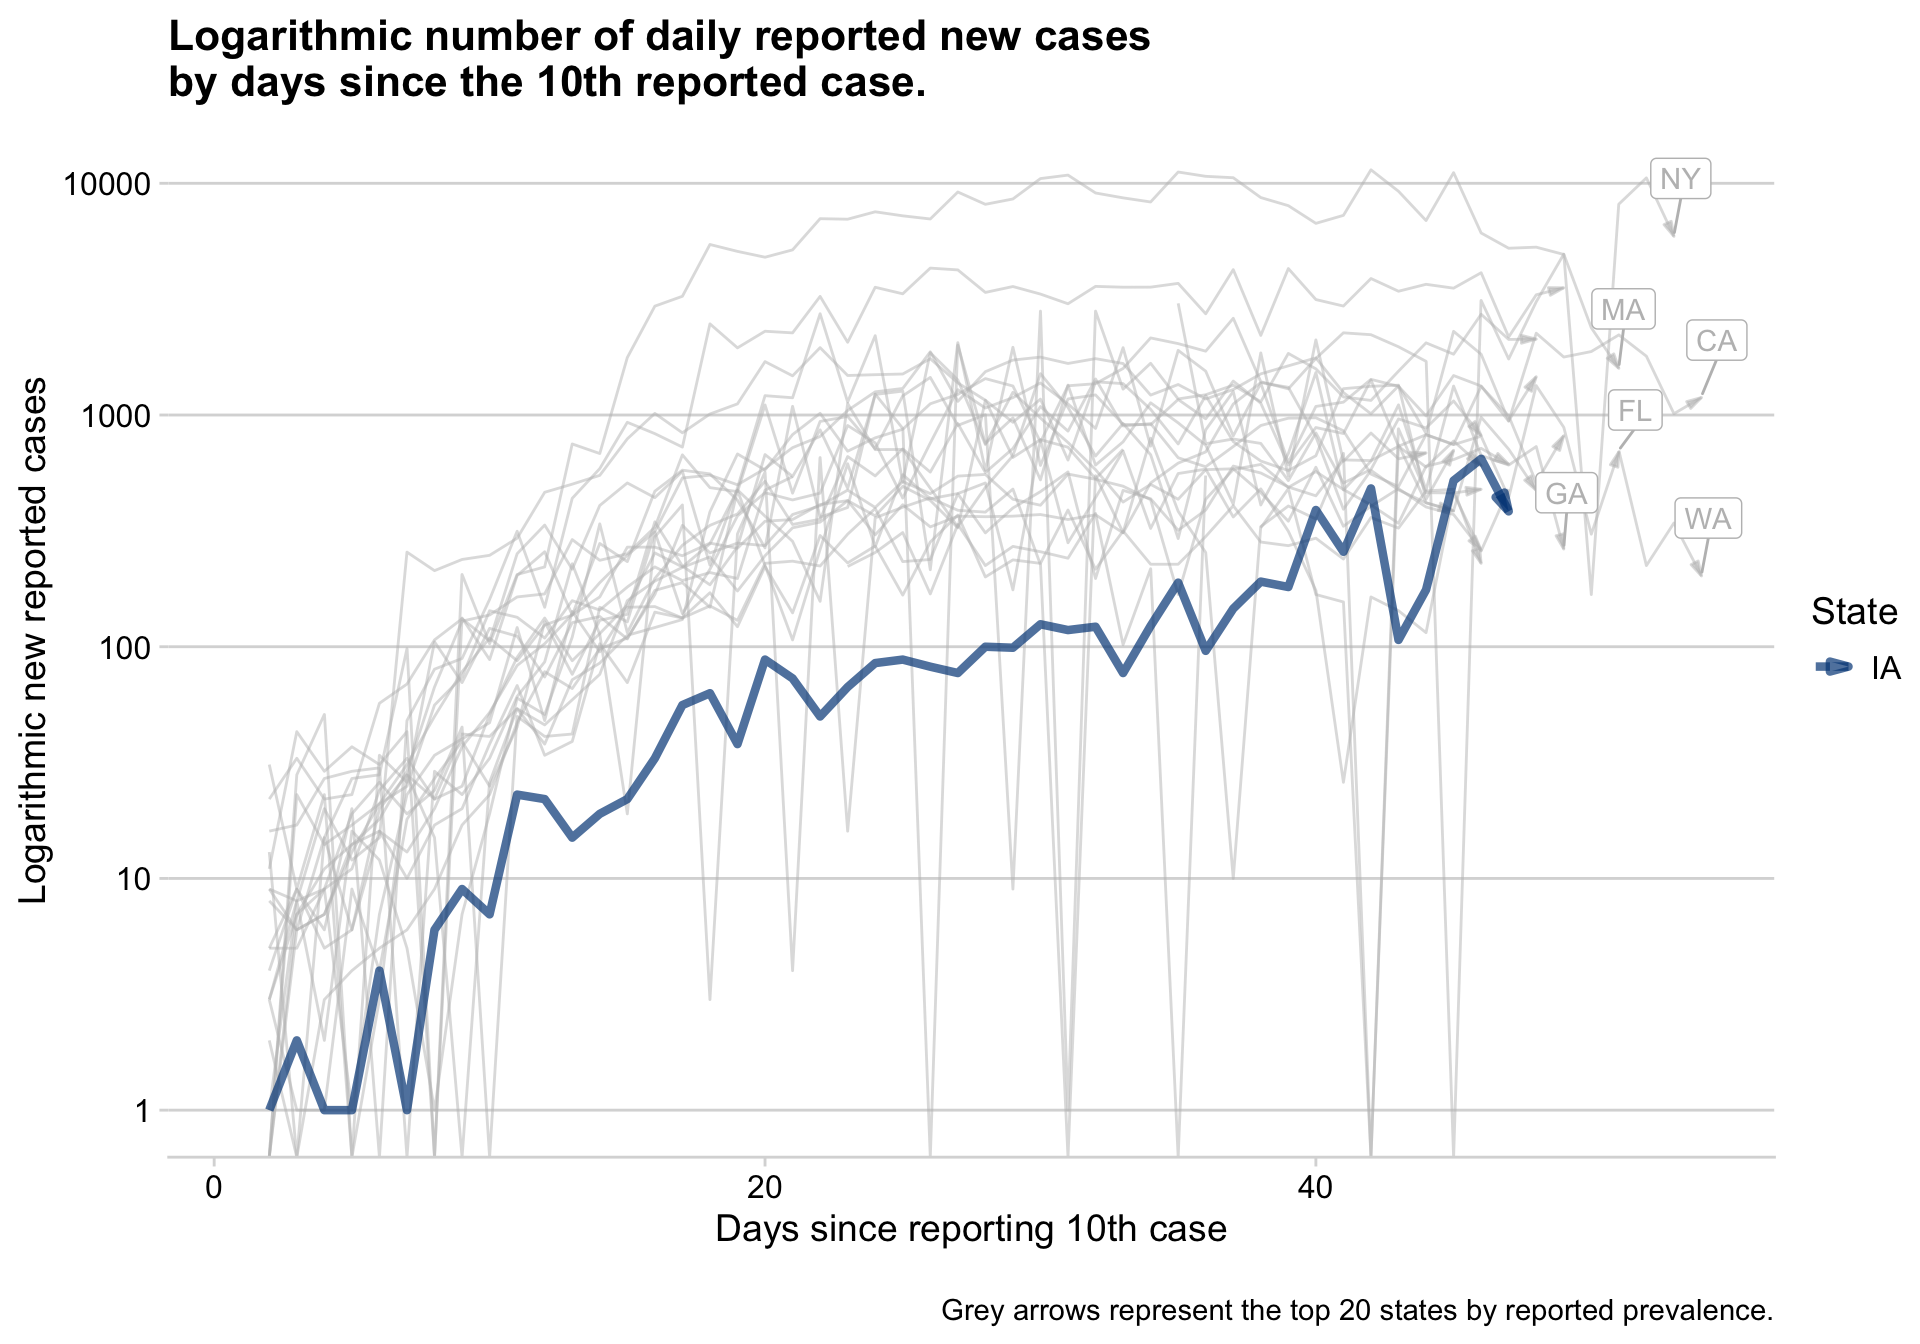 Logarithmic number of daily reported new cases
by days since the 10th reported case.
10000
1000
100
10
1
Logarithmic new reported cases
NY
MA
CA
FL
GA
WA
State
IA
0
20
40
Days since reporting 10th case
Grey arrows represent the top 20 states by reported prevalence.